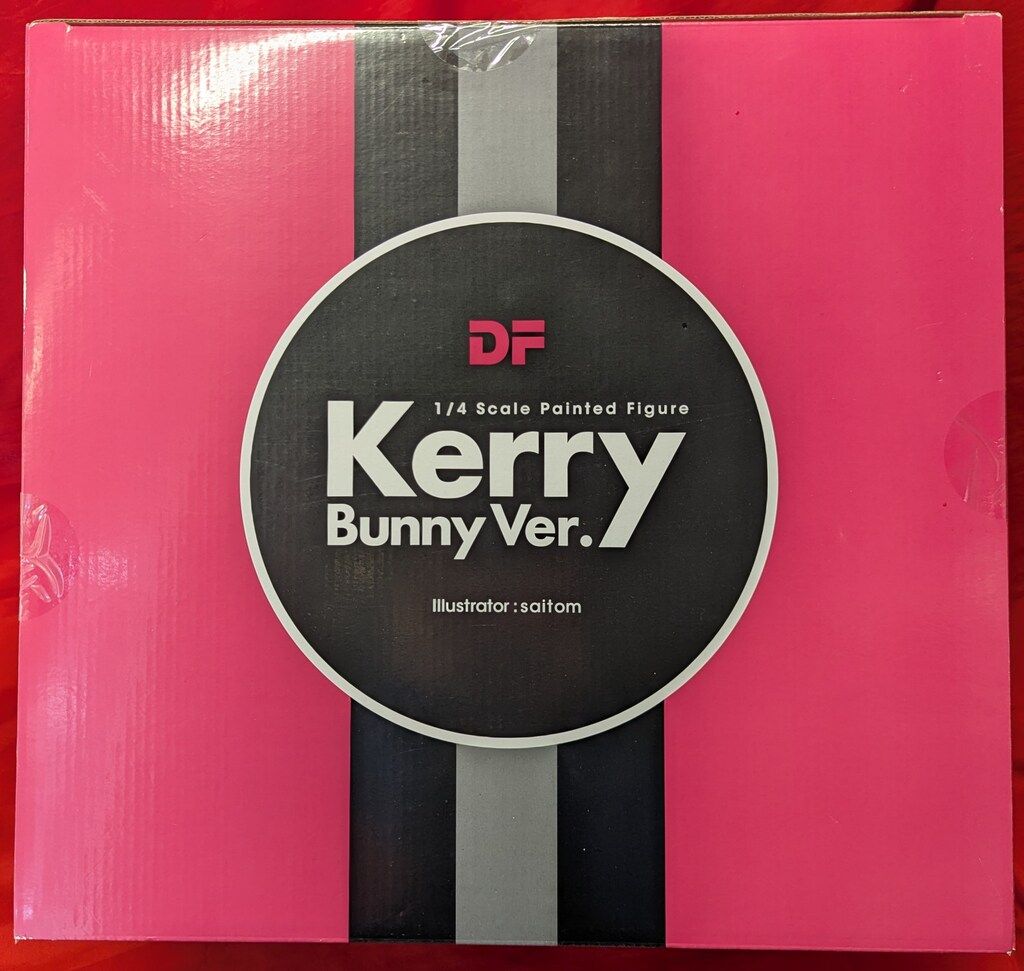 DF
1/4 Scale Painted Figure
Kerry
Bunny Ver.
Illustrator : saitom